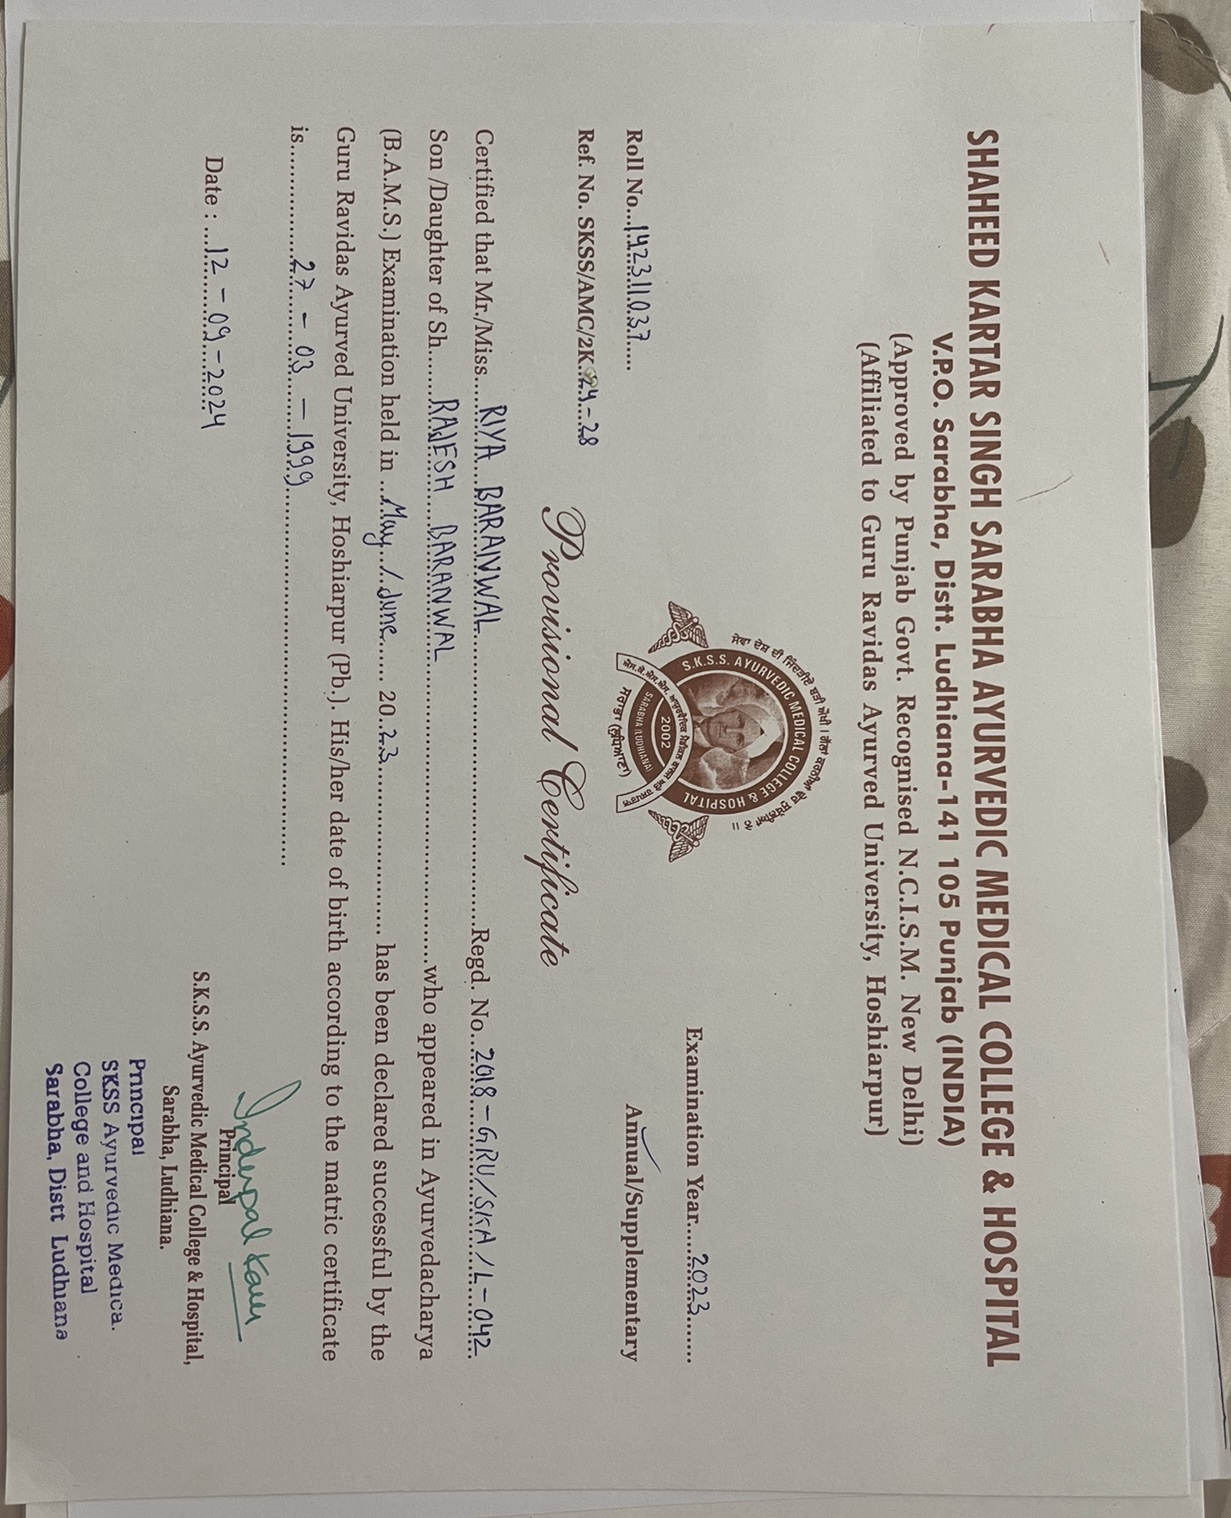 SHAHEED KARTAR SINGH SARABHA AYURVEDIC MEDICAL COLLEGE & HOSPITAL
V.P.O. Sarabha, Distt. Ludhiana-141 105 Punjab (INDIA)
(Approved by Punjab Govt. Recognised N.C.I.S.M. New Delhi)
(Affiliated to Guru Ravidas Ayurved University, Hoshiarpur)
S.K.S.S. AYURVEDIC MEDICAL COLLEGE & HOSPITAL
2002
SARABHA (LUDHIANA)
ਸਰਾਭਾ (ਲੁਧਿਆਣਾ)
Examination Year......2023.......
Roll No...14231037.....
Annual/Supplementary
Ref. No. SKSS/AMC/2K.24-28
Provisional Certificate
Certified that Mr./Miss....RIYA BARANWAL....Regd. No..2018-GRU/SKA/L-042..
Son /Daughter of Sh......RAJESH BARANWAL....who appeared in Ayurvedacharya
(B.A.M.S.) Examination held in ...May / June...... 2023.... has been declared successful by the
Guru Ravidas Ayurved University, Hoshiarpur (Pb.). His/her date of birth according to the matric certificate
is....27-03-1999....
Date : ...12-09-2024
Inderpal Kaur
Principal
S.K.S.S. Ayurvedic Medical College & Hospital,
Sarabha, Ludhiana.
Principal
SKSS Ayurvedic Medica.
College and Hospital
Sarabha, Distt Ludhiana